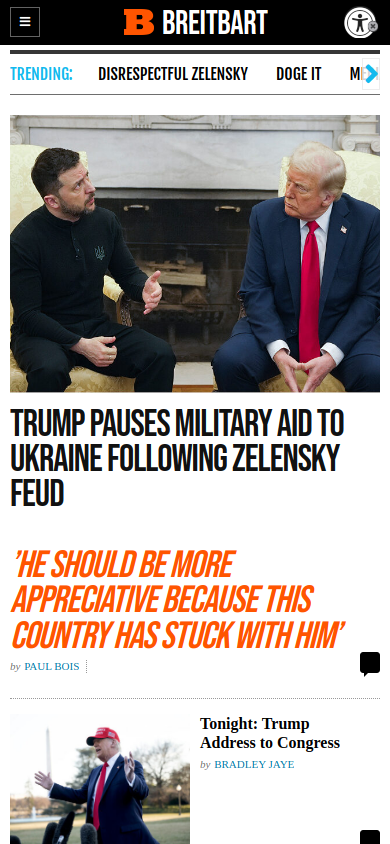 B BREITBART
TRENDING:
DISRESPECTFUL ZELENSKY
DOGE IT
TRUMP PAUSES MILITARY AID TO
UKRAINE FOLLOWING ZELENSKY
FEUD
’HE SHOULD BE MORE
APPRECIATIVE BECAUSE THIS
COUNTRY HAS STUCK WITH HIM’
by PAUL BOIS
Tonight: Trump
Address to Congress
by BRADLEY JAYE